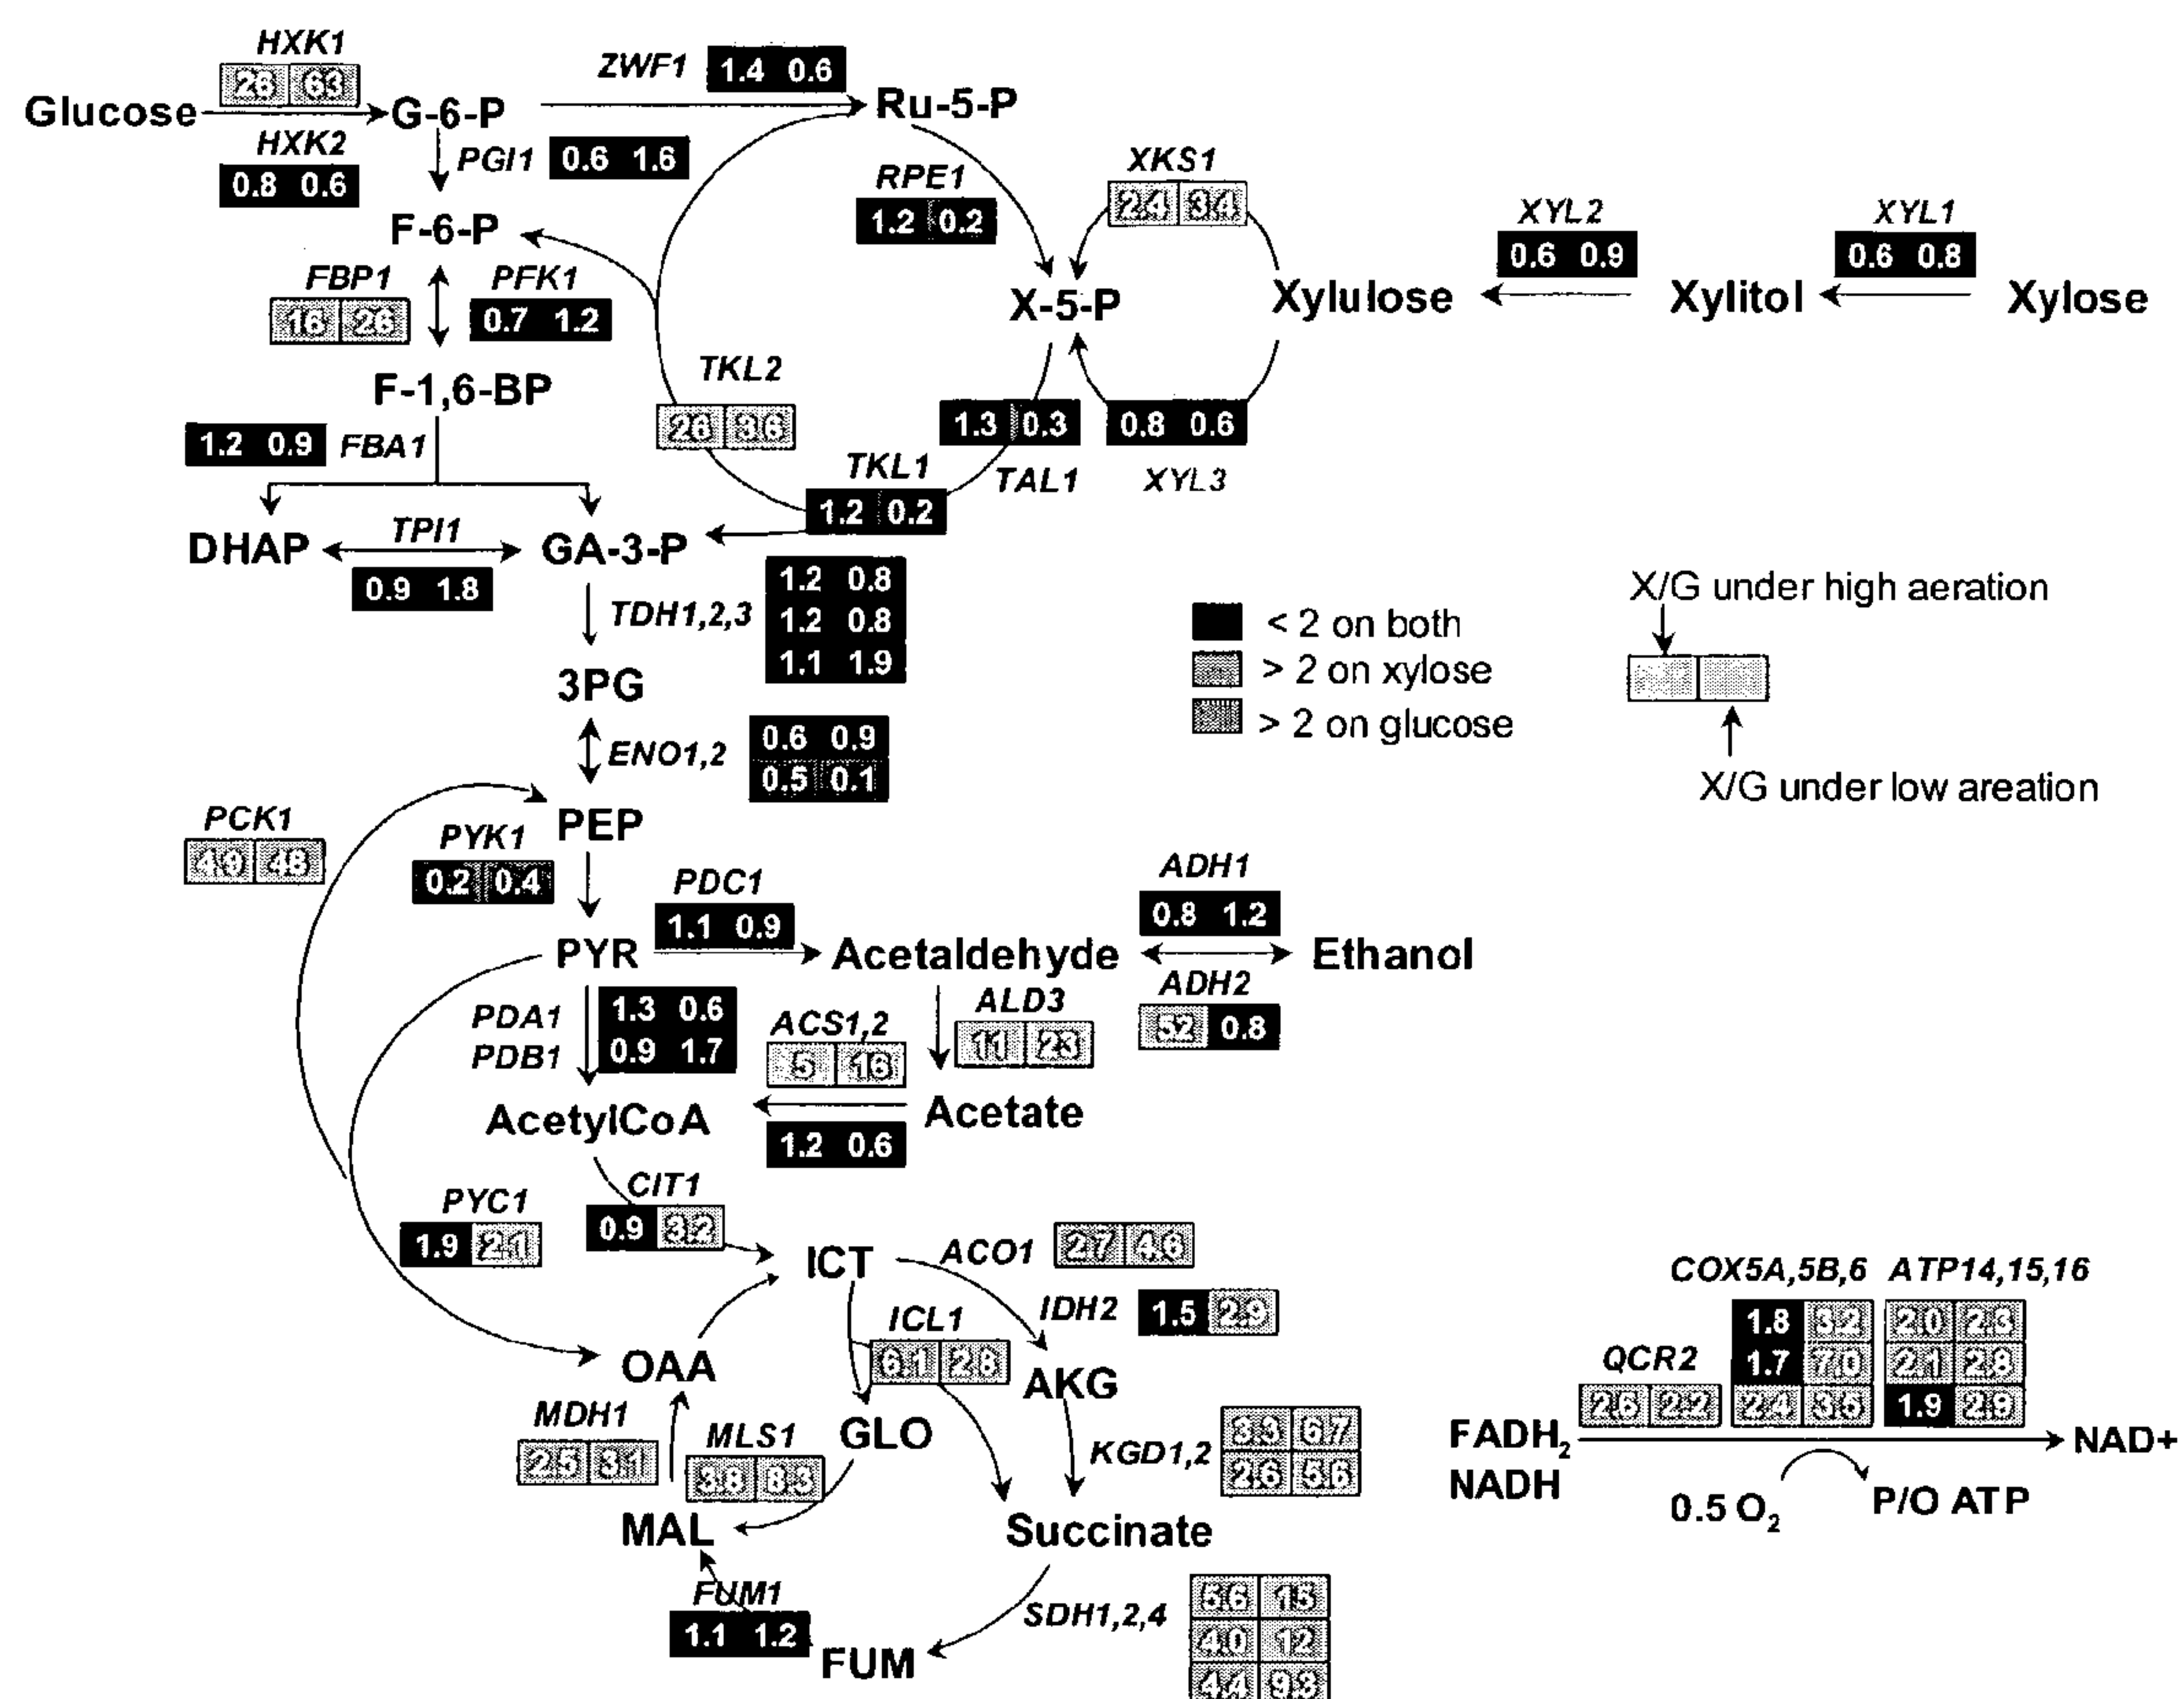 HXK1
26 63
Glucose
HXK2
0.8 0.6
G-6-P
ZWF1 1.4 0.6
Ru-5-P
PGI1 0.6 1.6
F-6-P
RPE1
1.2 0.2
XKS1
2.4 3.4
XYL2
0.6 0.9
XYL1
0.6 0.8
FBP1
16 26
PFK1
0.7 1.2
X-5-P
Xylulose
Xylitol
Xylose
F-1,6-BP
TKL2
26 36
1.3 0.3
TAL1
0.8 0.6
XYL3
1.2 0.9 FBA1
TKL1
1.2 0.2
DHAP
TPI1
0.9 1.8
GA-3-P
TDH1,2,3
1.2 0.8
1.2 0.8
1.1 1.9
< 2 on both
> 2 on xylose
> 2 on glucose
X/G under high aeration
X/G under low areation
3PG
ENO1,2
0.6 0.9
0.5 0.1
PCK1
4.9 48
PEP
PYK1
0.2 0.4
PDC1
1.1 0.9
ADH1
0.8 1.2
PYR
Acetaldehyde
Ethanol
ADH2
52 0.8
PDA1
PDB1
1.3 0.6
0.9 1.7
ACS1,2
5 16
ALD3
11 23
AcetylCoA
1.2 0.6
Acetate
PYC1
1.9 2.1
CIT1
0.9 3.2
ICT
ACO1 2.7 4.6
IDH2 1.5 2.9
ICL1
6.1 2.8
OAA
AKG
MDH1
2.5 3.1
MLS1
3.8 8.3
GLO
KGD1,2
3.3 6.7
2.6 5.6
MAL
Succinate
FUM1
1.1 1.2
FUM
SDH1,2,4
5.6 15
4.0 12
4.4 9.3
COX5A,5B,6 ATP14,15,16
1.8 3.2 2.0 2.3
1.7 7.0 2.1 2.8
QCR2
2.6 2.2 2.4 3.5 1.9 2.9
FADH2
NADH
NAD+
0.5 O2
P/O ATP